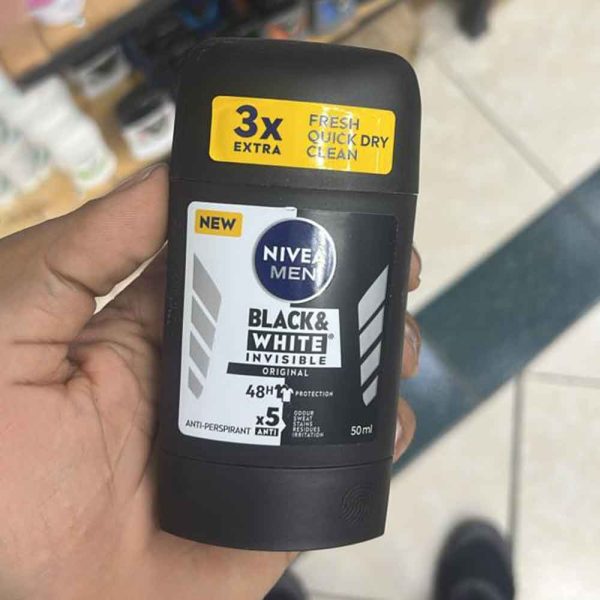 3x
EXTRA
FRESH
QUICK DRY
CLEAN
NEW
NIVEA
MEN
BLACK&
WHITE®
INVISIBLE
ORIGINAL
48H PROTECTION
ANTI-PERSPIRANT
x5
ANTI
ODOUR
SWEAT
STAINS
RESIDUES
IRRITATION
50ml